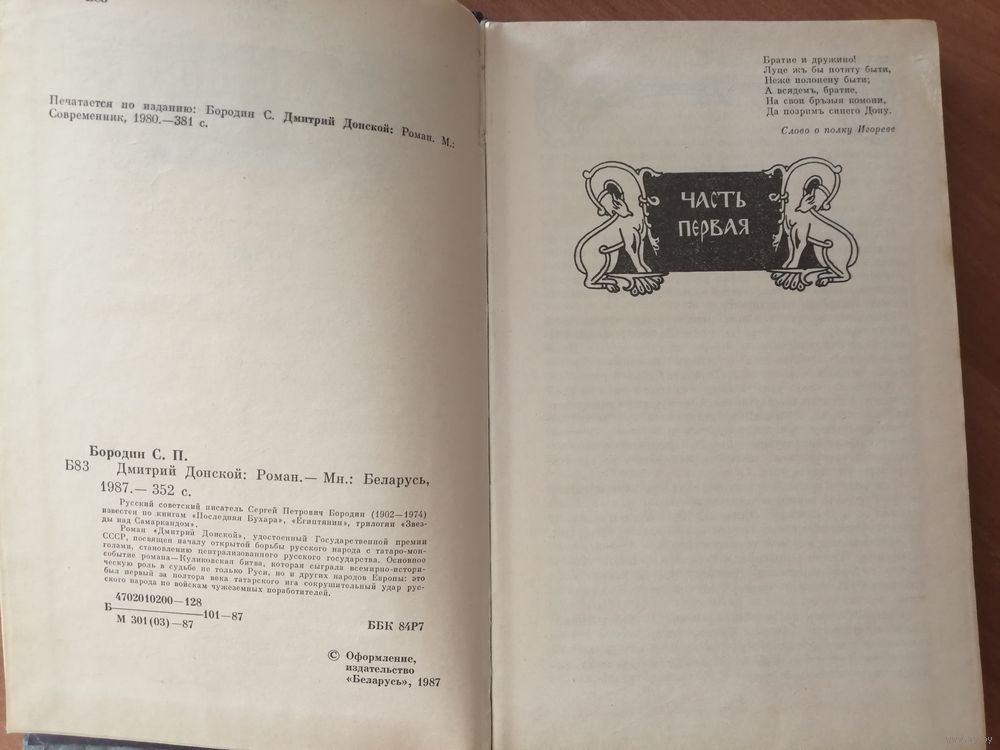 Печатается по изданию: Бородин С. Дмитрий Донской: Роман. М.:
Современник, 1980.—381 с.
Бородин С. П.
Б83 Дмитрий Донской: Роман.— Мн.: Беларусь,
1987.— 352 с.
Русский советский писатель Сергей Петрович Бородин (1902—1974)
известен по книгам «Последняя Бухара», «Египтянин», трилогии «Звез-
ды над Самаркандом».
Роман «Дмитрий Донской», удостоенный Государственной премии
СССР, посвящен началу открытой борьбы русского народа с татаро-мон-
голами, становлению централизованного русского государства. Основное
событие романа—Куликовская битва, которая сыграла всемирно-истори-
ческую роль в судьбе не только Руси, но и других народов Европы: это
был первый за полтора века татарского ига сокрушительный удар рус-
ского народа по войскам чужеземных поработителей.
4702010200—128
Б 101—87
М 301(03)—87
ББК 84Р7
© Оформление,
издательство
«Беларусь», 1987
Братие и дружино!
Луце жъ бы потяту быти,
Неже полонену быти;
А всядемъ, братие,
На свои бръзыя комони,
Да позримъ синего Дону.
Слово о полку Игореве
ЧАСТЬ
ПЕРВАЯ